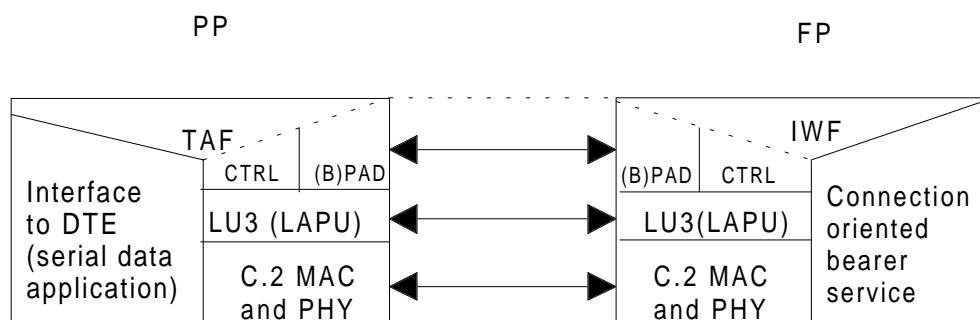 PP
FP
TAF
IWF
CTRL
(B)PAD
(B)PAD
CTRL
Interface
to DTE
(serial data
application)
LU3 (LAPU)
LU3(LAPU)
Connection
oriented
bearer
service
C.2 MAC
and PHY
C.2 MAC
and PHY